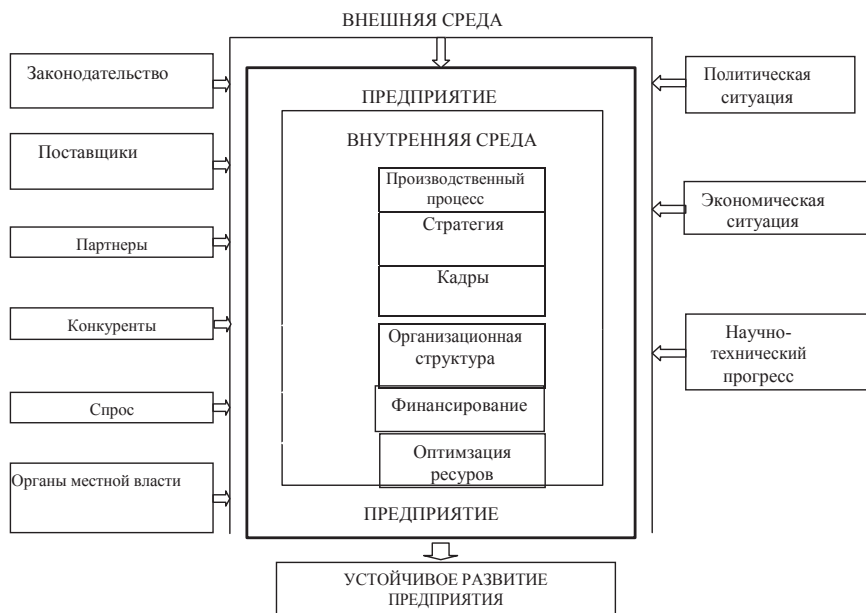 ВНЕШНЯЯ СРЕДА
Законодательство
Поставщики
Партнеры
Конкуренты
Спрос
Органы местной власти
ПРЕДПРИЯТИЕ
ВНУТРЕННЯЯ СРЕДА
Производственный
процесс
Стратегия
Кадры
Организационная
структура
Финансирование
Оптимзация
ресуров
ПРЕДПРИЯТИЕ
Политическая
ситуация
Экономическая
ситуация
Научно-
технический
прогресс
УСТОЙЧИВОЕ РАЗВИТИЕ
ПРЕДПРИЯТИЯ